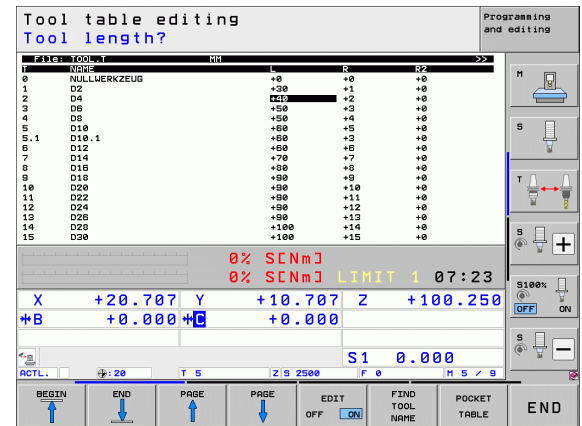 Tool table editing
Tool length?
Programming
and editing
File: TOOL.T MM >>
T NAME L R R2
0 NULLWERKZEUG +0 +0 +0
1 D2 +30 +1 +0
2 D4 +40 +2 +0
3 D6 +50 +3 +0
4 D8 +50 +4 +0
5 D10 +60 +5 +0
5.1 D10.1 +60 +3 +0
6 D12 +60 +6 +0
7 D14 +70 +7 +0
8 D16 +80 +8 +0
9 D18 +90 +9 +0
10 D20 +90 +10 +0
11 D22 +90 +11 +0
12 D24 +90 +12 +0
13 D26 +90 +13 +0
14 D28 +100 +14 +0
15 D30 +100 +15 +0
0% S[Nm]
0% S[Nm] LIMIT 1 07:23
X +20.707 Y +10.707 Z +100.250
B +0.000 C +0.000
S1 0.000
ACTL. :20 T 5 Z S 2500 F 0 M 5 / 9
M
S
T
S
+
S100%
OFF ON
S
-
BEGIN
END
PAGE
PAGE
EDIT
OFF ON
FIND
TOOL
NAME
POCKET
TABLE
END